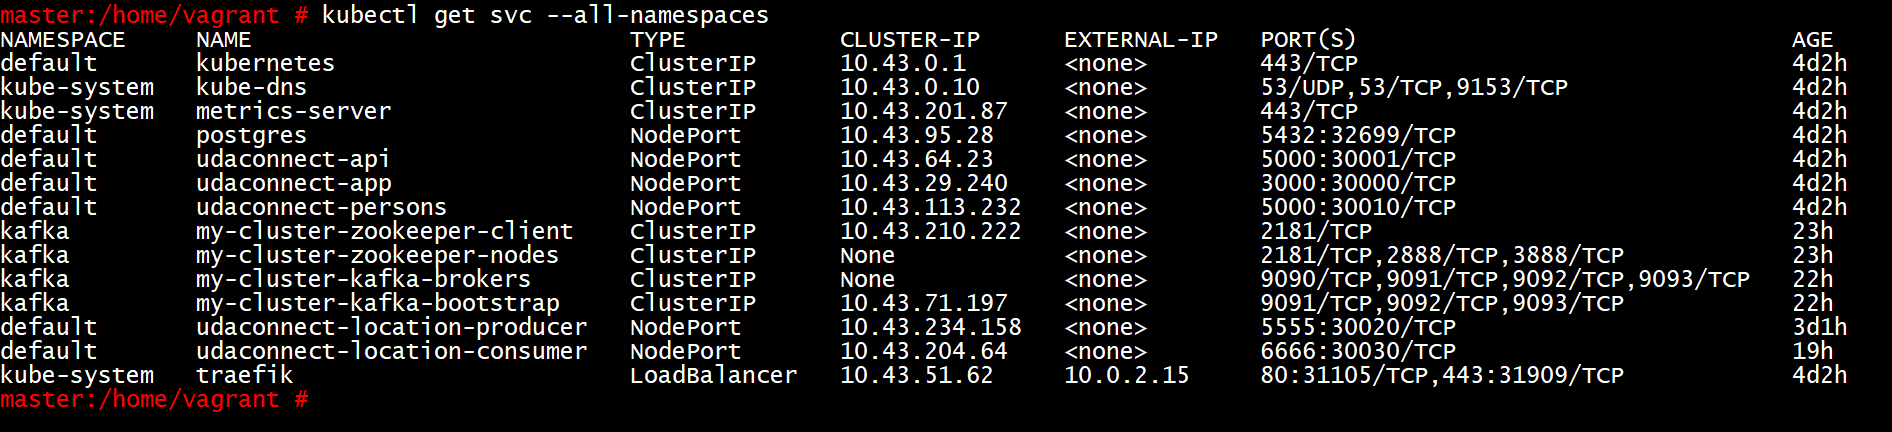 master:/home/vagrant # kubectl get svc --all-namespaces
NAMESPACE     NAME                           TYPE           CLUSTER-IP      EXTERNAL-IP   PORT(S)                               AGE
default       kubernetes                     ClusterIP      10.43.0.1       <none>        443/TCP                               4d2h
kube-system   kube-dns                       ClusterIP      10.43.0.10      <none>        53/UDP,53/TCP,9153/TCP                4d2h
kube-system   metrics-server                 ClusterIP      10.43.201.87    <none>        443/TCP                               4d2h
default       postgres                       NodePort       10.43.95.28     <none>        5432:32699/TCP                        4d2h
default       udaconnect-api                 NodePort       10.43.64.23     <none>        5000:30001/TCP                        4d2h
default       udaconnect-app                 NodePort       10.43.29.240    <none>        3000:30000/TCP                        4d2h
default       udaconnect-persons             NodePort       10.43.113.232   <none>        5000:30010/TCP                        4d2h
kafka         my-cluster-zookeeper-client    ClusterIP      10.43.210.222   <none>        2181/TCP                              23h
kafka         my-cluster-zookeeper-nodes     ClusterIP      None            <none>        2181/TCP,2888/TCP,3888/TCP            23h
kafka         my-cluster-kafka-brokers       ClusterIP      None            <none>        9090/TCP,9091/TCP,9092/TCP,9093/TCP   22h
kafka         my-cluster-kafka-bootstrap     ClusterIP      10.43.71.197    <none>        9091/TCP,9092/TCP,9093/TCP            22h
default       udaconnect-location-producer   NodePort       10.43.234.158   <none>        5555:30020/TCP                        3d1h
default       udaconnect-location-consumer   NodePort       10.43.204.64    <none>        6666:30030/TCP                        19h
kube-system   traefik                        LoadBalancer   10.43.51.62     10.0.2.15     80:31105/TCP,443:31909/TCP            4d2h
master:/home/vagrant #